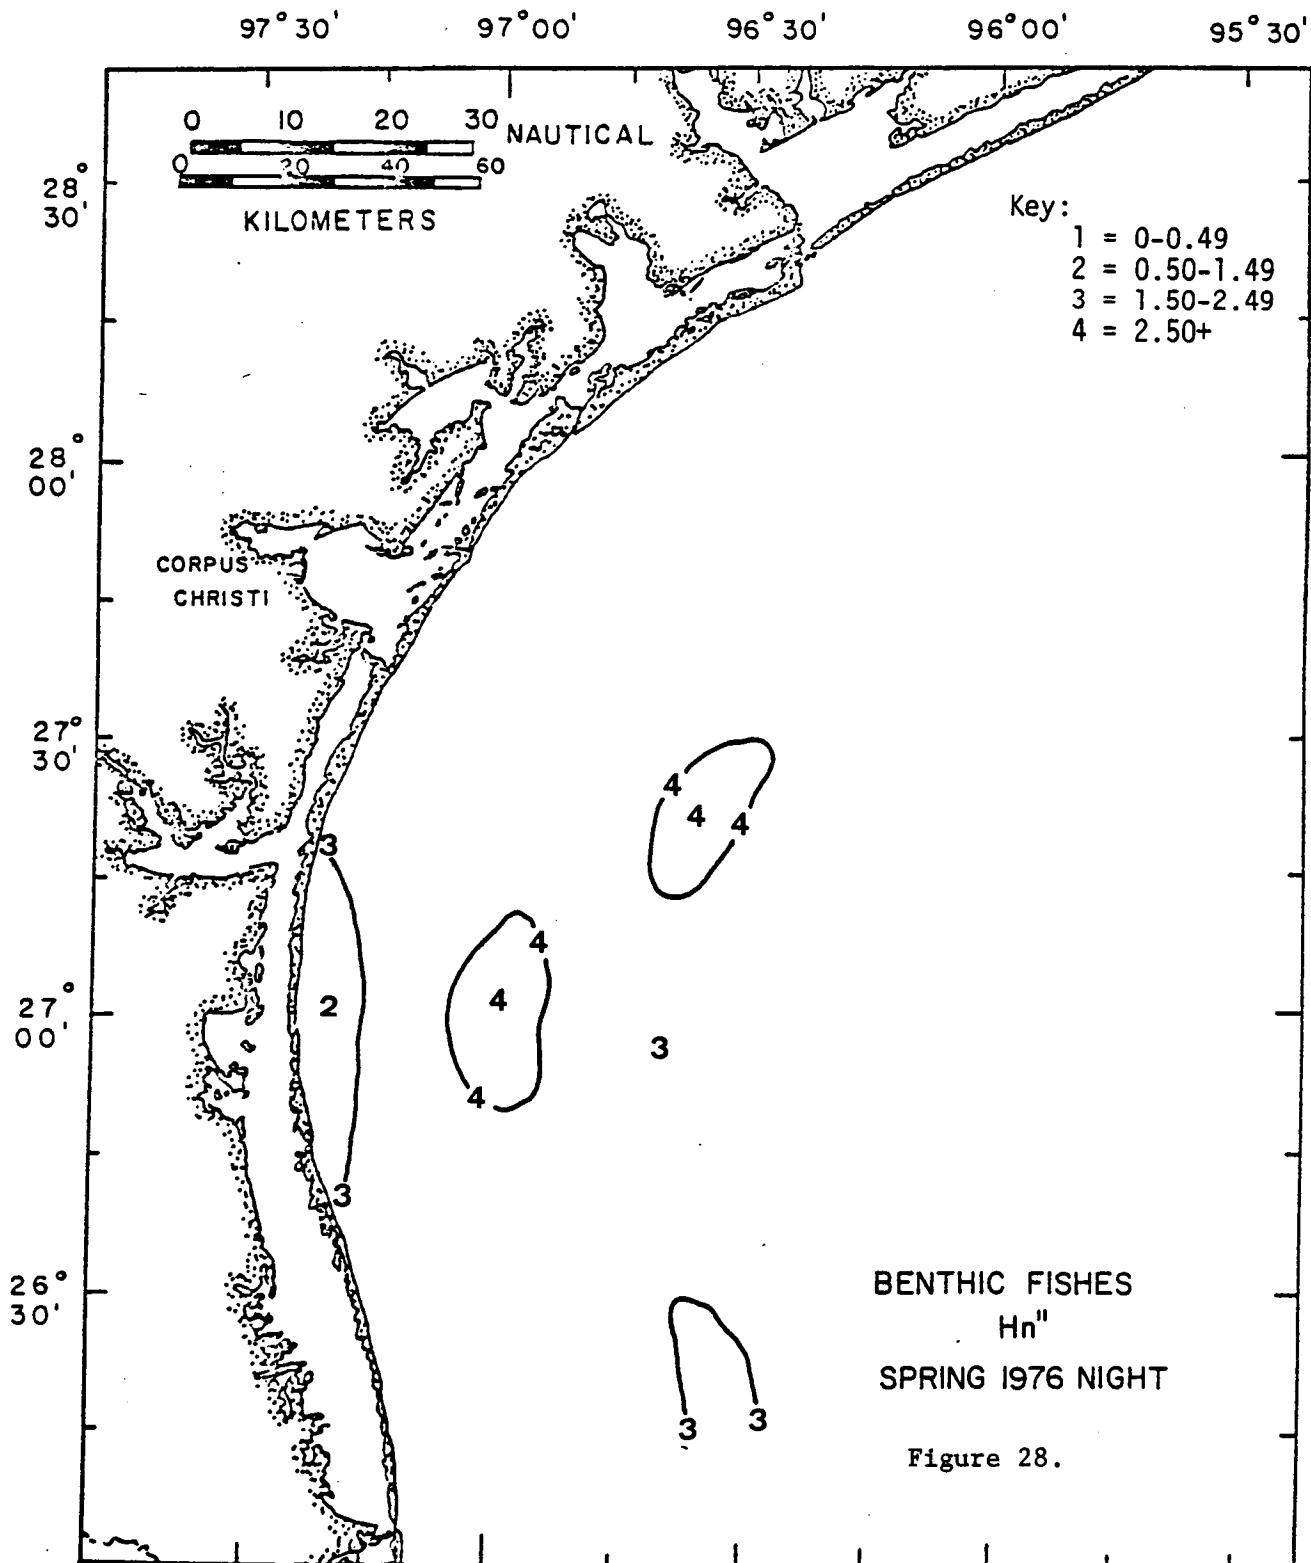 97°30' 97°00' 96°30' 96°00' 95°30'
0 10 20 30 NAUTICAL
0 20 40 60
KILOMETERS
28°
30'
Key:
1 = 0-0.49
2 = 0.50-1.49
3 = 1.50-2.49
4 = 2.50+
28°
00'
CORPUS
CHRISTI
27°
30'
4
4 4
3
4
27°
00'
2 4
3
4
3
26°
30'
3 3
BENTHIC FISHES
Hn"
SPRING 1976 NIGHT
Figure 28.